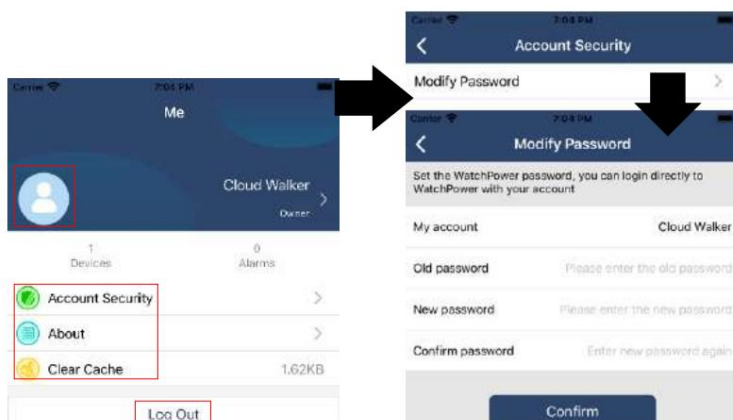 Carrier 7:04 PM
Me
Cloud Walker
Owner
1
Devices
0
Alarms
Account Security
About
Clear Cache 1.62KB
Log Out
Carrier 7:04 PM
Account Security
Modify Password
Carrier 7:04 PM
Modify Password
Set the WatchPower password, you can login directly to
WatchPower with your account
My account Cloud Walker
Old password Please enter the old password
New password Please enter the new password
Confirm password Enter new password again
Confirm